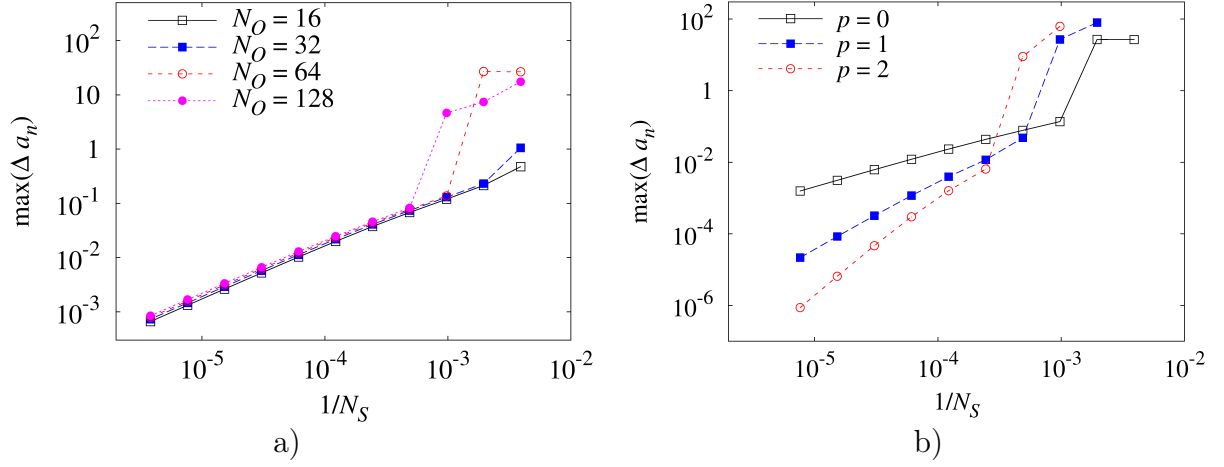 N_O = 16
N_O = 32
N_O = 64
N_O = 128
10^2
10
1
10^-1
10^-2
10^-3
max(Δ a_n)
10^-5
10^-4
10^-3
10^-2
1/N_S
a)
p = 0
p = 1
p = 2
10^2
1
10^-2
10^-4
10^-6
max(Δ a_n)
10^-5
10^-4
10^-3
10^-2
1/N_S
b)